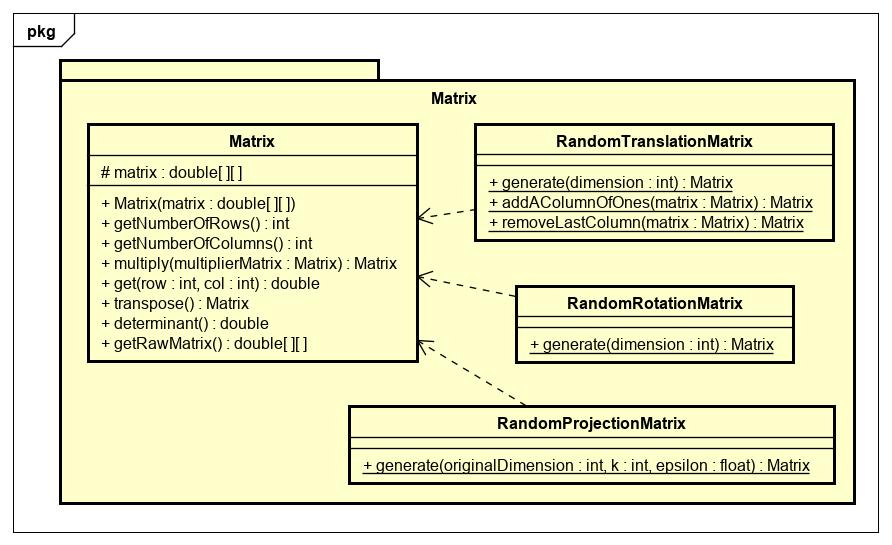 pkg
Matrix
Matrix
# matrix : double[ ][ ]
+ Matrix(matrix : double[ ][ ])
+ getNumberOfRows() : int
+ getNumberOfColumns() : int
+ multiply(multiplierMatrix : Matrix) : Matrix
+ get(row : int, col : int) : double
+ transpose() : Matrix
+ determinant() : double
+ getRawMatrix() : double[ ][ ]
RandomTranslationMatrix
+ generate(dimension : int) : Matrix
+ addAColumnOfOnes(matrix : Matrix) : Matrix
+ removeLastColumn(matrix : Matrix) : Matrix
RandomRotationMatrix
+ generate(dimension : int) : Matrix
RandomProjectionMatrix
+ generate(originalDimension : int, k : int, epsilon : float) : Matrix